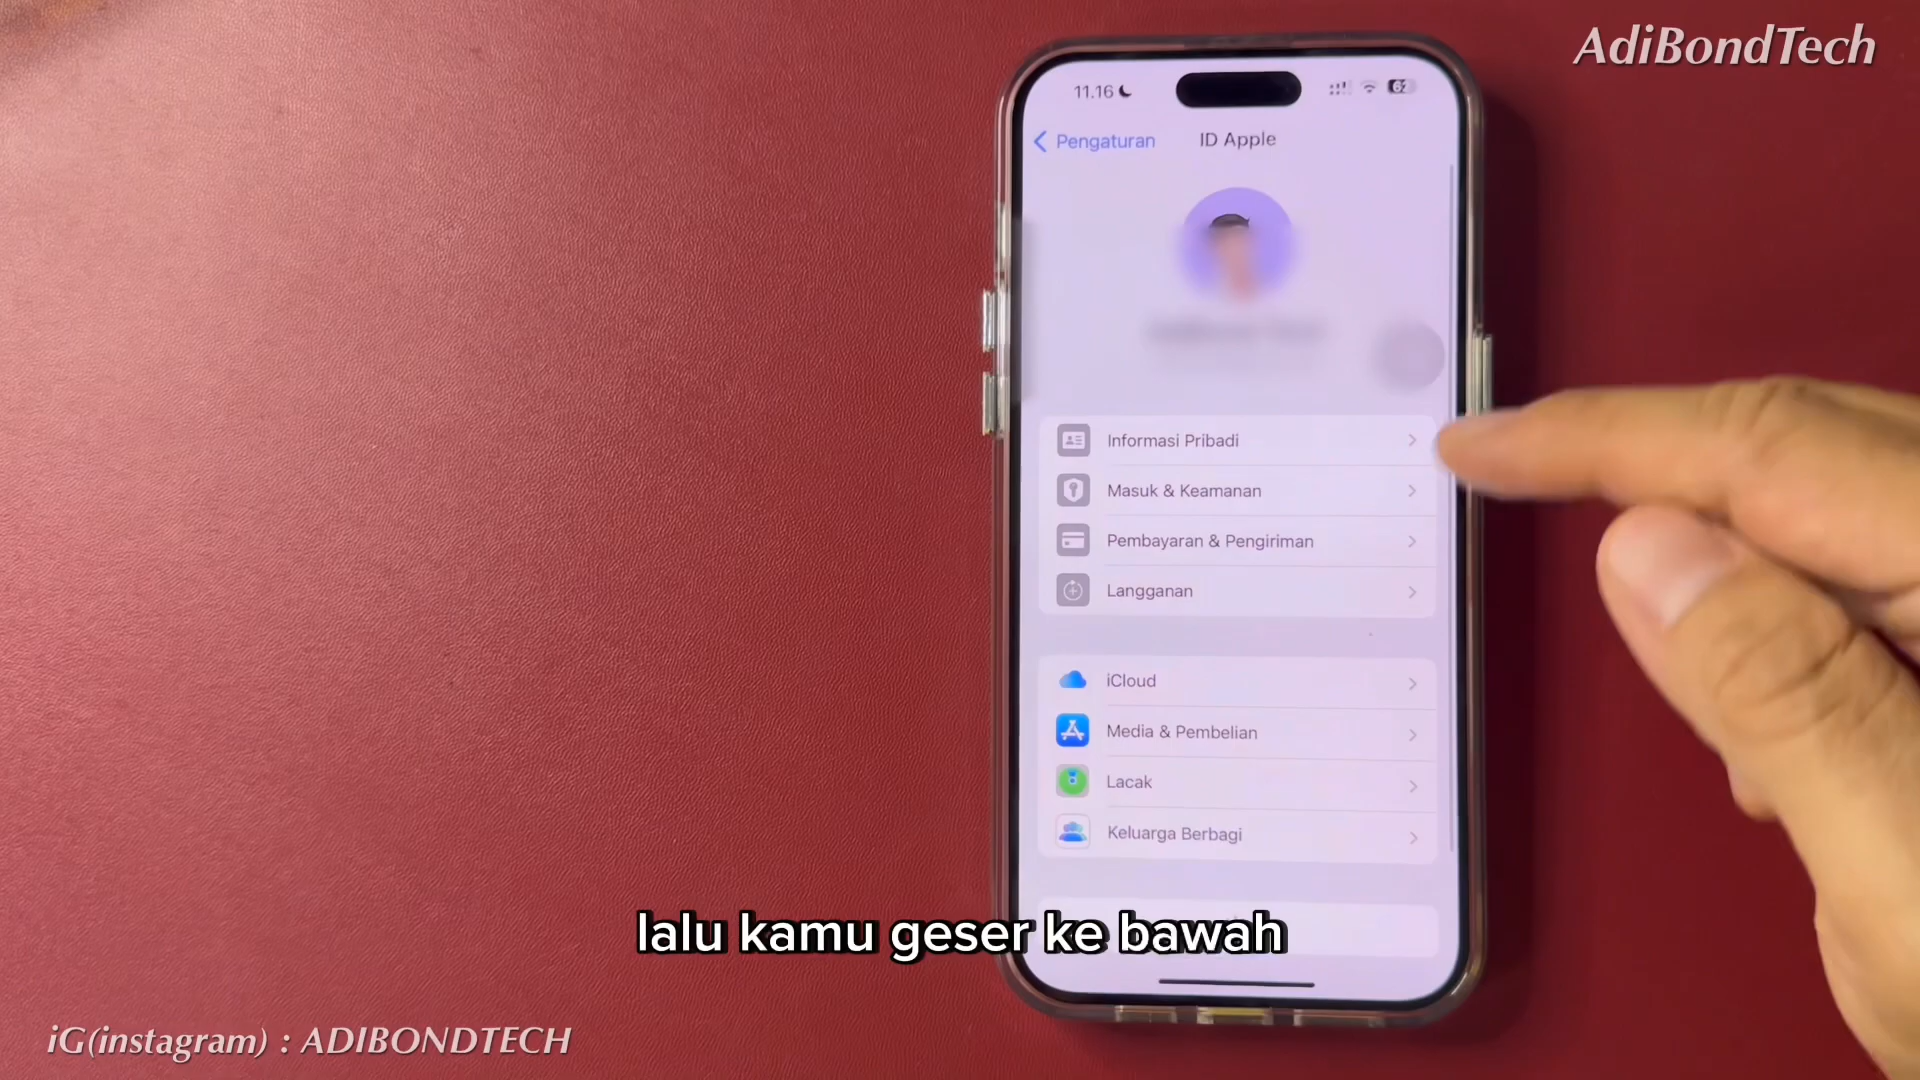 AdiBondTech
11.16
62
Pengaturan
ID Apple
Informasi Pribadi
Masuk & Keamanan
Pembayaran & Pengiriman
Langganan
iCloud
Media & Pembelian
Lacak
Keluarga Berbagi
lalu kamu geser ke bawah
iG(instagram) : ADIBONDTECH